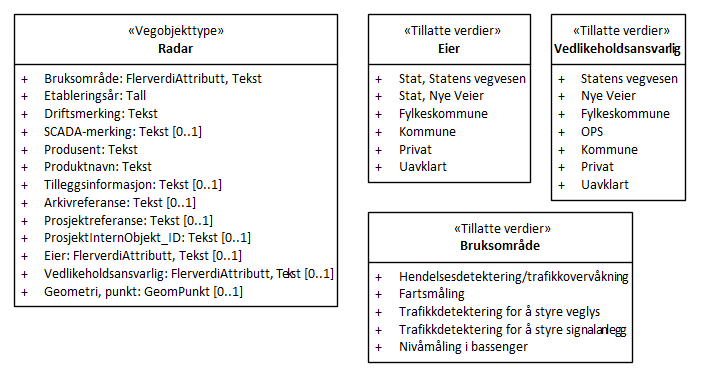 «Vegobjekttype»
Radar
+ Bruksområde: FlerverdiAttributt, Tekst
+ Etableringsår: Tall
+ Driftsmerking: Tekst
+ SCADA-merking: Tekst [0..1]
+ Produsent: Tekst
+ Produktnavn: Tekst
+ Tilleggsinformasjon: Tekst [0..1]
+ Arkivreferanse: Tekst [0..1]
+ Prosjektreferanse: Tekst [0..1]
+ ProsjektInternObjekt_ID: Tekst [0..1]
+ Eier: FlerverdiAttributt, Tekst [0..1]
+ Vedlikeholdsansvarlig: FlerverdiAttributt, Tekst [0..1]
+ Geometri, punkt: GeomPunkt [0..1]
«Tillatte verdier»
Eier
+ Stat, Statens vegvesen
+ Stat, Nye Veier
+ Fylkeskommune
+ Kommune
+ Privat
+ Uavklart
«Tillatte verdier»
Vedlikeholdsansvarlig
+ Statens vegvesen
+ Nye Veier
+ Fylkeskommune
+ OPS
+ Kommune
+ Privat
+ Uavklart
«Tillatte verdier»
Bruksområde
+ Hendelsesdetektering/trafikkovervåkning
+ Fartsmåling
+ Trafikkdetektering for å styre veglys
+ Trafikkdetektering for å styre signalanlegg
+ Nivåmåling i bassenger